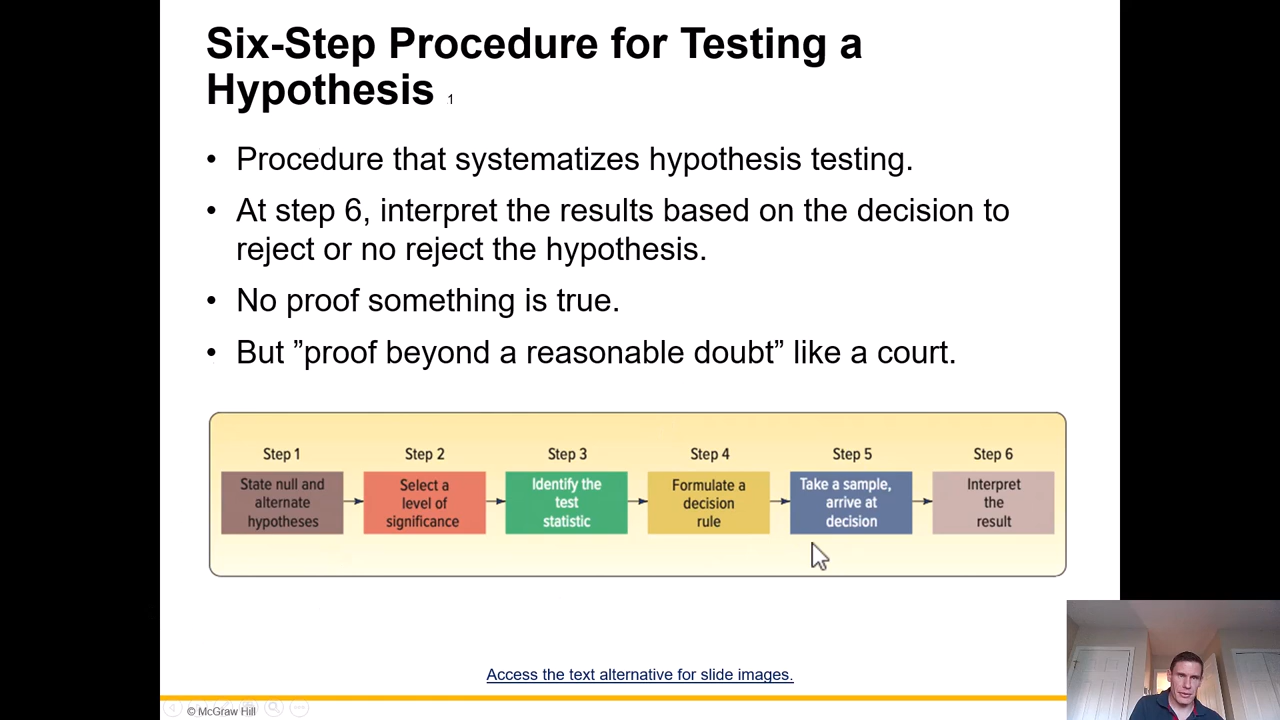 Six-Step Procedure for Testing a
Hypothesis 1
• Procedure that systematizes hypothesis testing.
• At step 6, interpret the results based on the decision to
reject or no reject the hypothesis.
• No proof something is true.
• But ”proof beyond a reasonable doubt” like a court.
Step 1
State null and
alternate
hypotheses
Step 2
Select a
level of
significance
Step 3
Identify the
test
statistic
Step 4
Formulate a
decision
rule
Step 5
Take a sample,
arrive at
decision
Step 6
Interpret
the
result
Access the text alternative for slide images.
© McGraw Hill